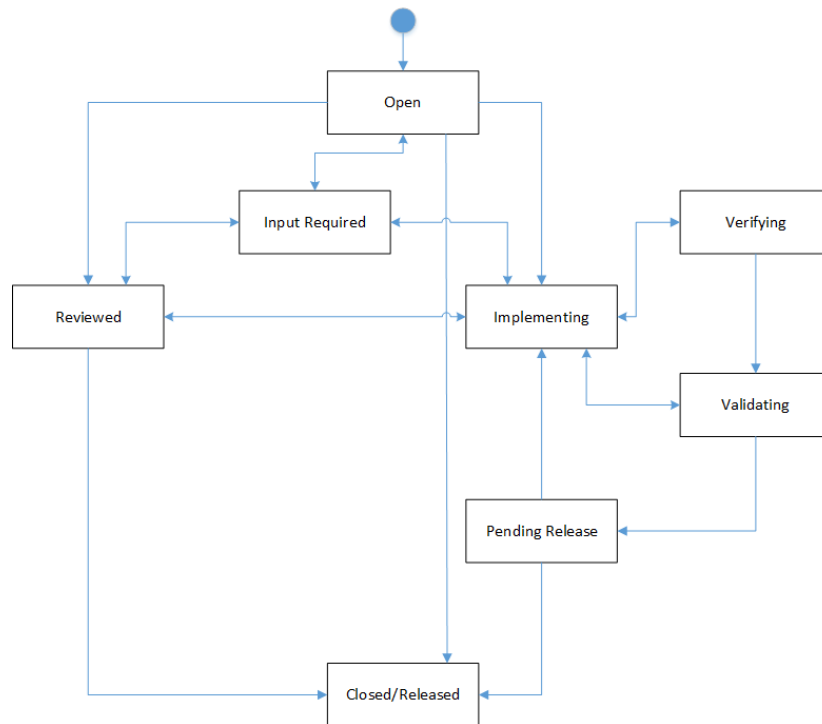 Open
Input Required
Verifying
Reviewed
Implementing
Validating
Pending Release
Closed/Released